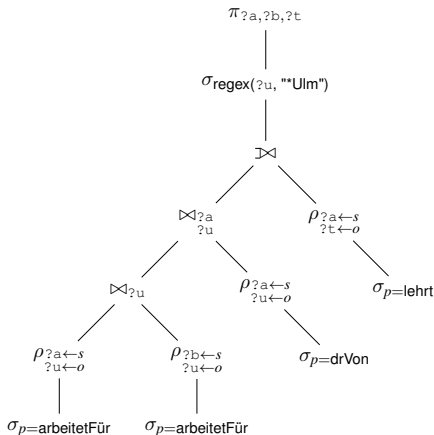 π?a,?b,?t
σregex(?u, "*Ulm")
⟕
⋈?a ?u ρ?a←s ?t←o
⋈?u ρ?a←s ?u←o σp=lehrt
ρ?a←s ?u←o ρ?b←s ?u←o σp=drVon
σp=arbeitetFür σp=arbeitetFür